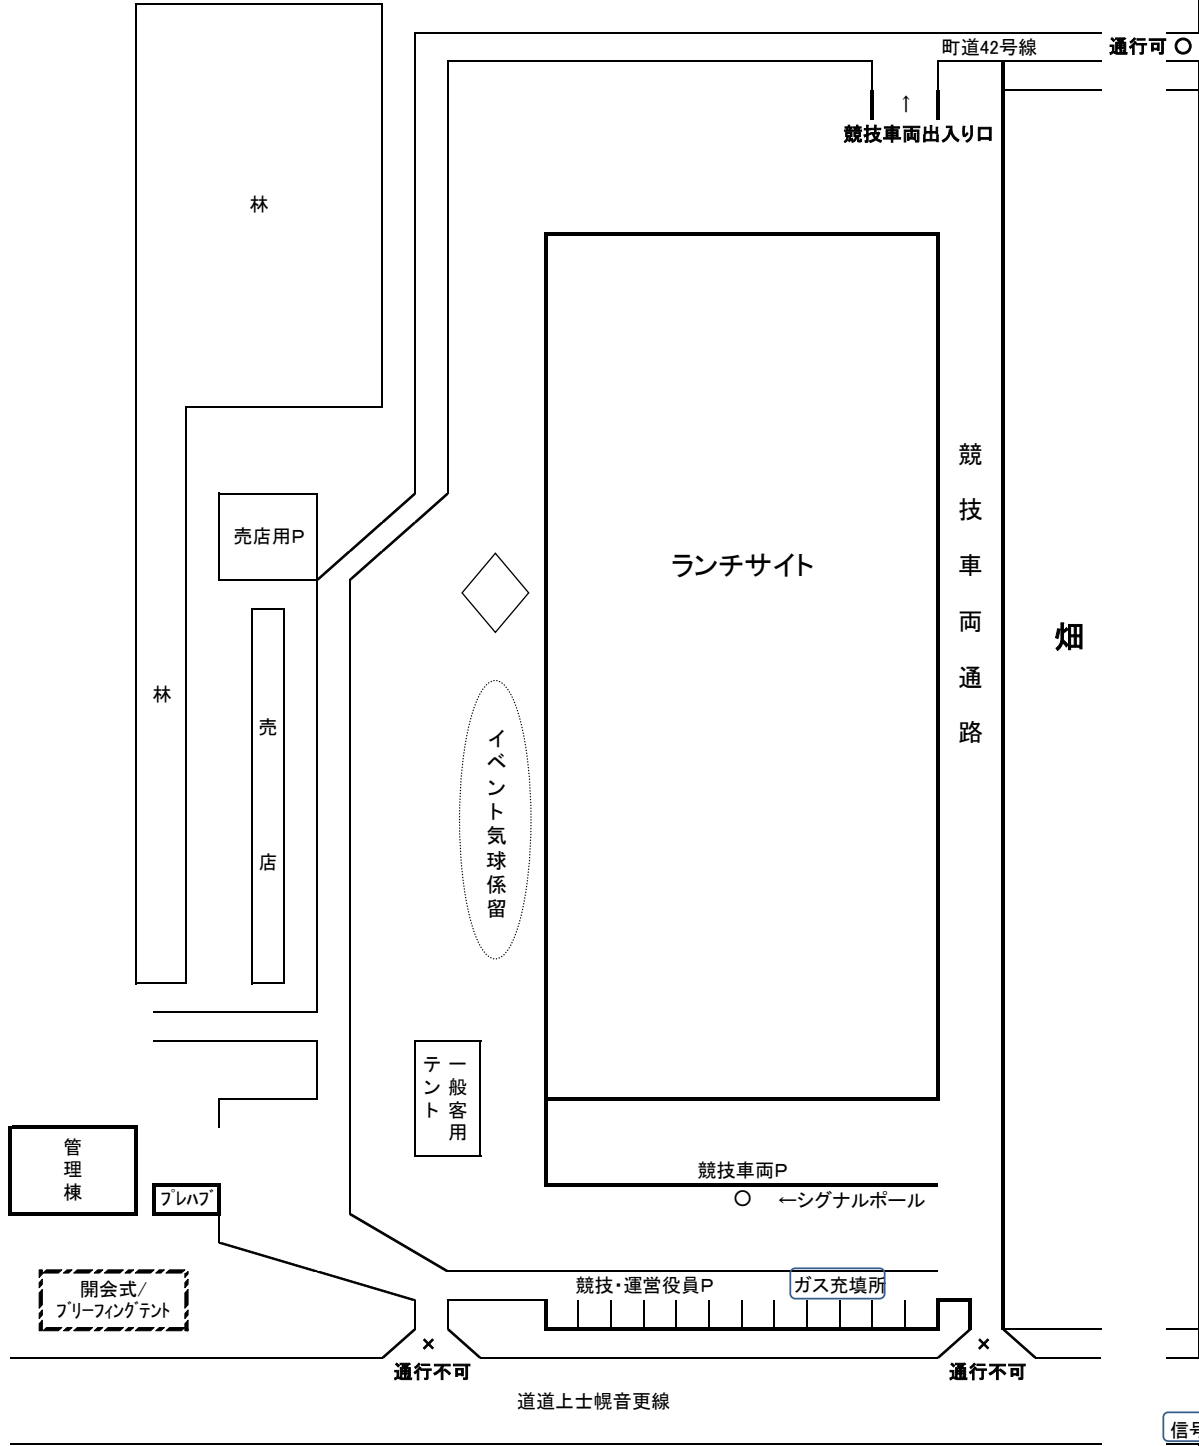 町道42号線
通行可 ○
↑
競技車両出入り口
林
競技車両通路
売店用P
ランチサイト
畑
林
売店
イベント気球係留
一般客用
テント
管理棟
競技車両P
プレハブ
○ ←シグナルポール
開会式/
ブリーフィングテント
競技・運営役員P
ガス充填所
×
通行不可
×
通行不可
道道上士幌音更線
信号